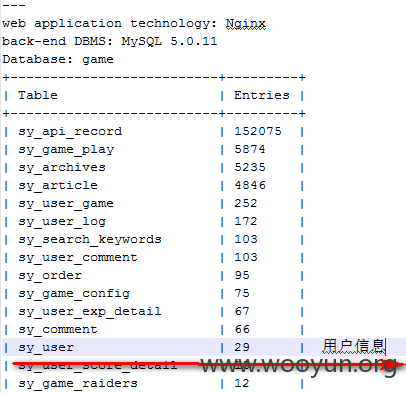 ---
web application technology: Nginx
back-end DBMS: MySQL 5.0.11
Database: game
+--------------------------+---------+
| Table | Entries |
+--------------------------+---------+
| sy_api_record | 152075 |
| sy_game_play | 5874 |
| sy_archives | 5235 |
| sy_article | 4846 |
| sy_user_game | 252 |
| sy_user_log | 172 |
| sy_search_keywords | 103 |
| sy_user_comment | 103 |
| sy_order | 95 |
| sy_game_config | 75 |
| sy_user_exp_detail | 67 |
| sy_comment | 66 |
| sy_user | 29 | 用户信息
| sy_user_score_detail |
www.wooyun.org
| sy_game_raiders | 12 |